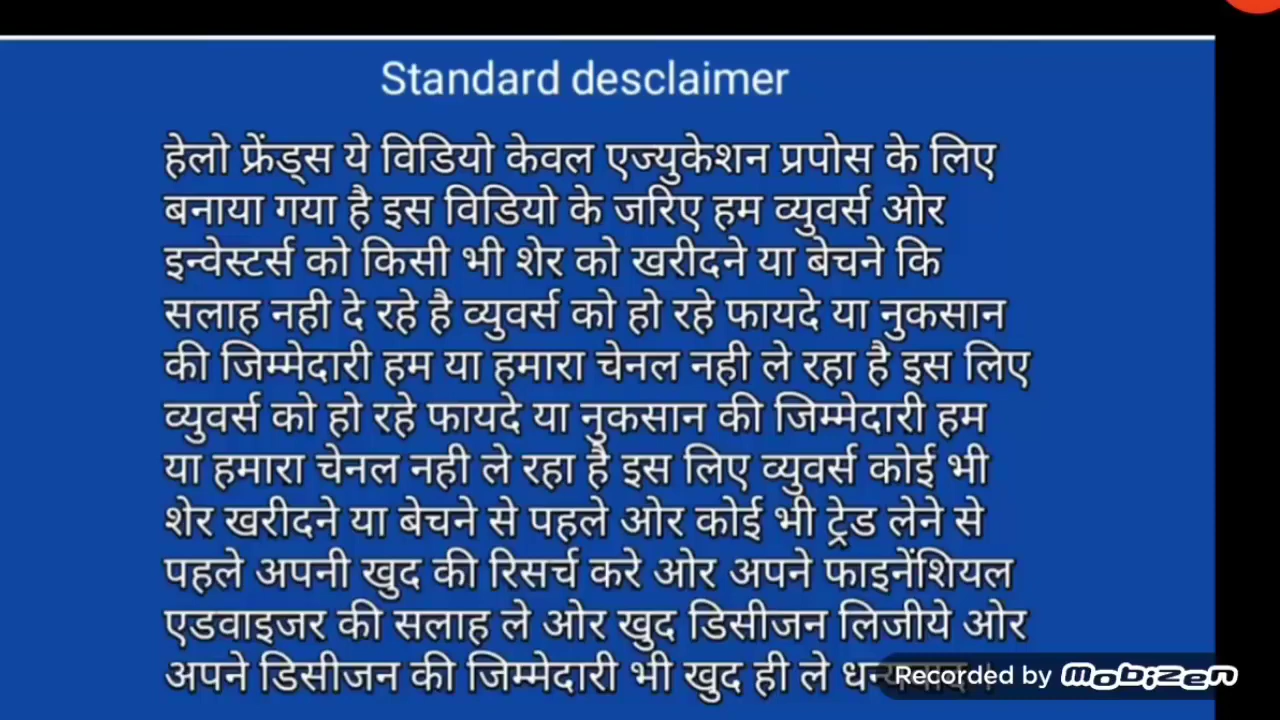 Standard desclaimer
हेलो फ्रेंड्स ये विडियो केवल एज्युकेशन प्रपोस के लिए
बनाया गया है इस विडियो के जरिए हम व्युवर्स ओर
इन्वेस्टर्स को किसी भी शेर को खरीदने या बेचने कि
सलाह नही दे रहे है व्युवर्स को हो रहे फायदे या नुकसान
की जिम्मेदारी हम या हमारा चेनल नही ले रहा है इस लिए
व्युवर्स को हो रहे फायदे या नुकसान की जिम्मेदारी हम
या हमारा चेनल नही ले रहा है इस लिए व्युवर्स कोई भी
शेर खरीदने या बेचने से पहले ओर कोई भी ट्रेड लेने से
पहले अपनी खुद की रिसर्च करे ओर अपने फाइनेंशियल
एडवाइजर की सलाह ले ओर खुद डिसीजन लिजीये ओर
अपने डिसीजन की जिम्मेदारी भी खुद ही ले धन्यवाद ।
Recorded by mobizen